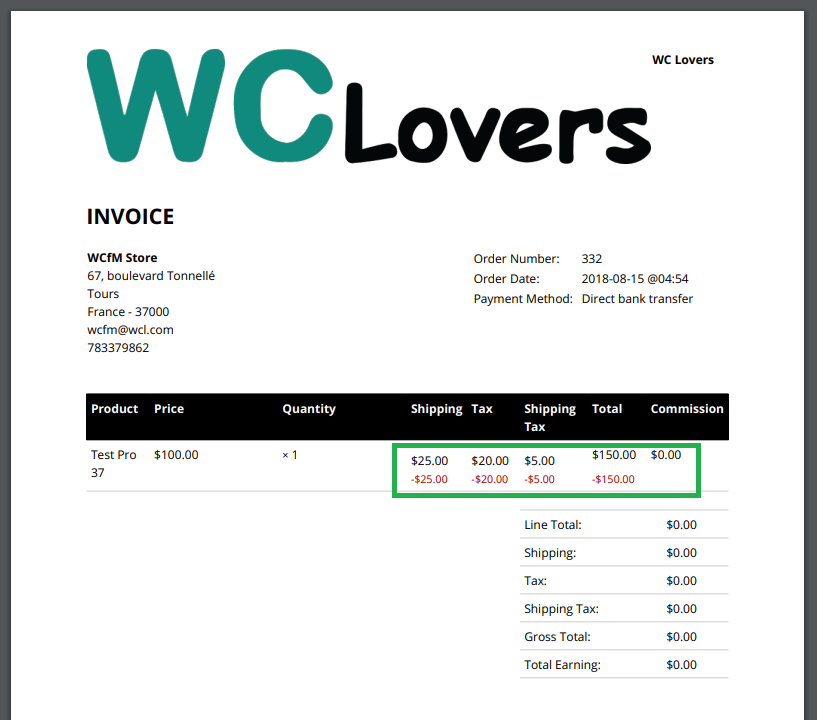 WC Lovers
WC Lovers
INVOICE
WCfM Store
67, boulevard Tonnellé
Tours
France - 37000
wcfm@wcl.com
783379862
Order Number: 332
Order Date: 2018-08-15 @04:54
Payment Method: Direct bank transfer
Product Price Quantity Shipping Tax Shipping Tax Total Commission
Test Pro 37 $100.00 × 1 $25.00 $20.00 $5.00 $150.00 $0.00
-$25.00 -$20.00 -$5.00 -$150.00
Line Total: $0.00
Shipping: $0.00
Tax: $0.00
Shipping Tax: $0.00
Gross Total: $0.00
Total Earning: $0.00